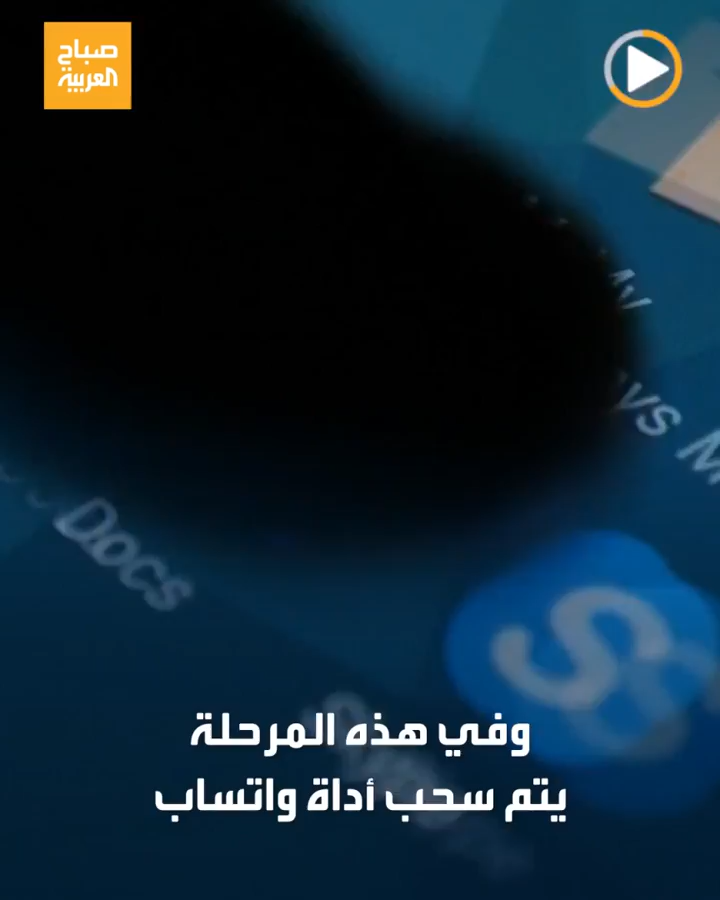 صباح
العربية
Docs
وفي هذه المرحلة
يتم سحب أداة واتساب